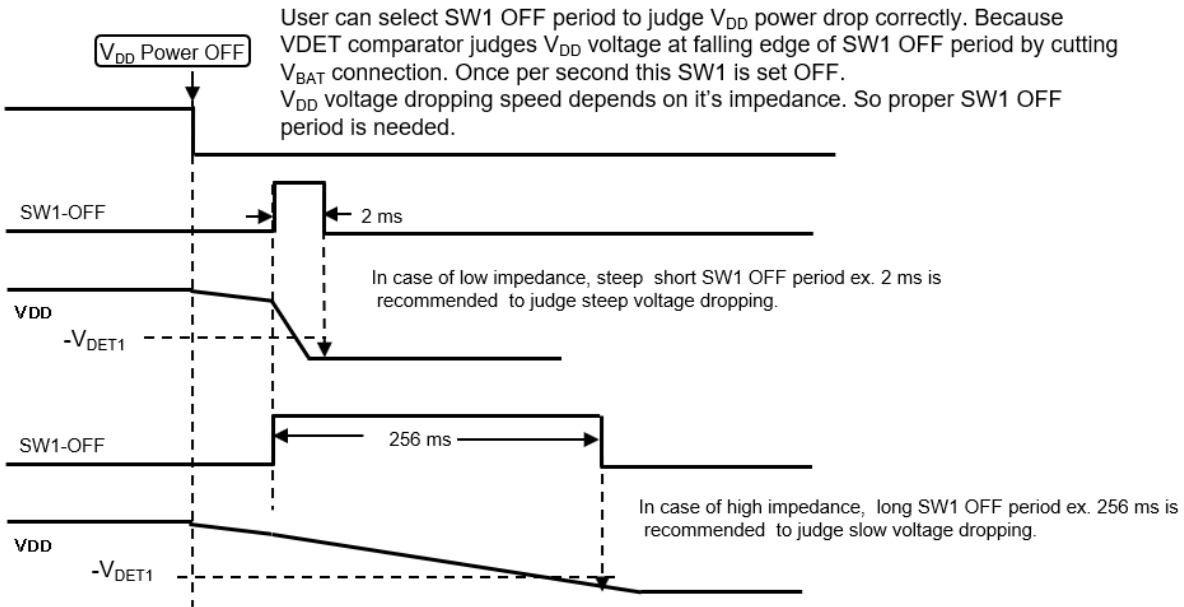 User can select SW1 OFF period to judge VDD power drop correctly. Because
VDET comparator judges VDD voltage at falling edge of SW1 OFF period by cutting
VBAT connection. Once per second this SW1 is set OFF.
VDD voltage dropping speed depends on it's impedance. So proper SW1 OFF
period is needed.
VDD Power OFF
SW1-OFF
2 ms
In case of low impedance, steep short SW1 OFF period ex. 2 ms is
recommended to judge steep voltage dropping.
VDD
-VDET1
SW1-OFF
256 ms
In case of high impedance, long SW1 OFF period ex. 256 ms is
recommended to judge slow voltage dropping.
VDD
-VDET1